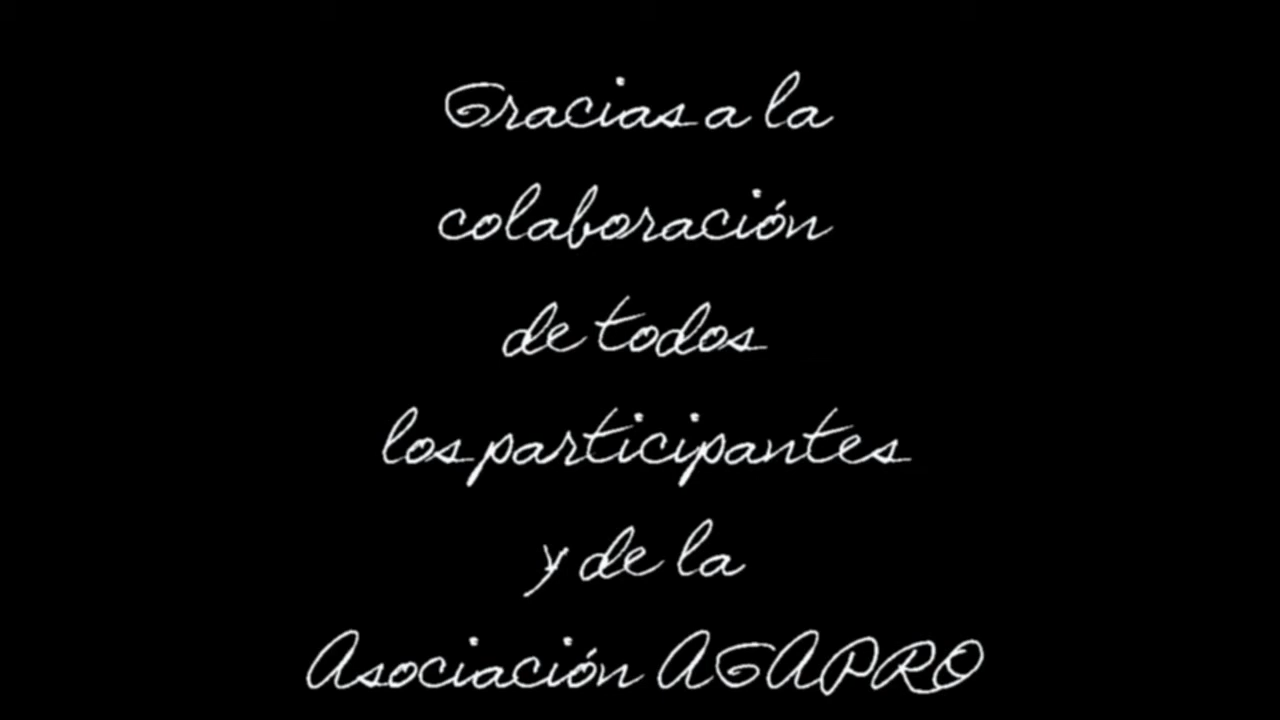 Gracias a la
colaboración
de todos
los participantes
y de la
Asociación AGAPRO